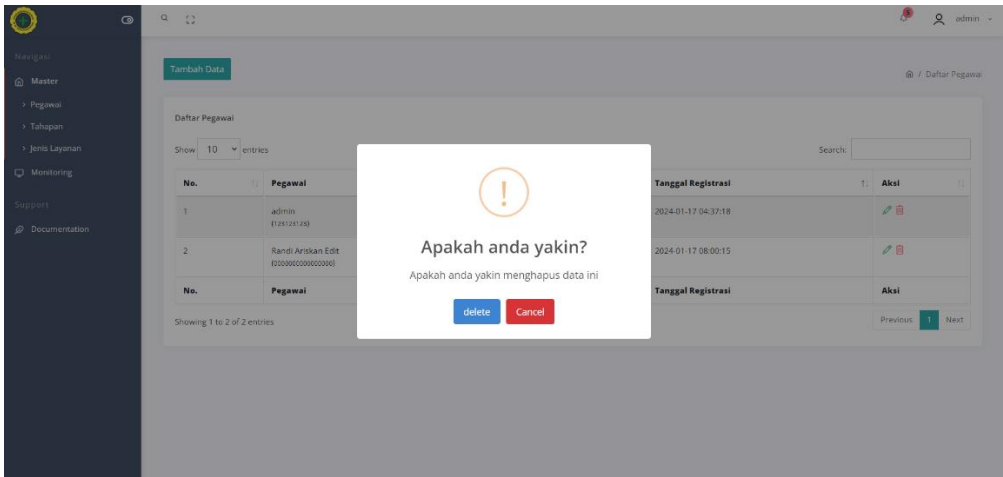 admin
Navigasi
Master
Pegawai
Tahapan
Jenis Layanan
Monitoring
Support
Documentation
Tambah Data
/ Daftar Pegawai
Daftar Pegawai
Show 10 entries
Search:
No. Pegawai Tanggal Registrasi Aksi
1 admin 2024-01-17 04:37:18
(123123123)
2 Randi Ariskan Edit 2024-01-17 08:00:15
No. Pegawai Tanggal Registrasi Aksi
Showing 1 to 2 of 2 entries
Previous 1 Next
!
Apakah anda yakin?
Apakah anda yakin menghapus data ini
delete Cancel